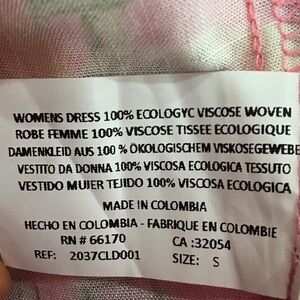 WOMENS DRESS 100% ECOLOGYC VISCOSE WOVEN
ROBE FEMME 100% VISCOSE TISSEE ECOLOGIQUE
DAMENKLEID AUS 100 % ÖKOLOGISCHEM VISKOSEGEWEBE
VESTITO DA DONNA 100% VISCOSA ECOLOGICA TESSUTO
VESTIDO MUJER TEJIDO 100% VISCOSA ECOLOGICA
MADE IN COLOMBIA
HECHO EN COLOMBIA - FABRIQUE EN COLOMBIE
RN # 66170 CA :32054
REF: 2037CLD001 SIZE: S